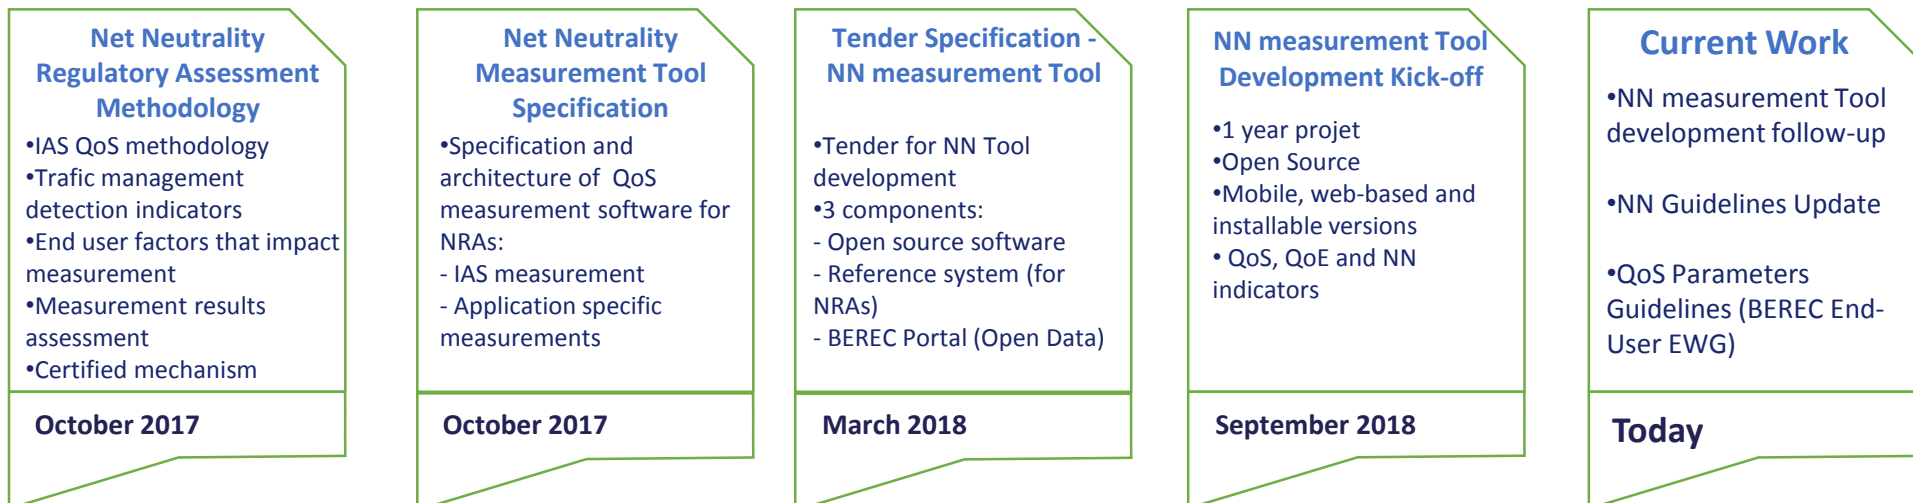 Net Neutrality
Regulatory Assessment
Methodology
•IAS QoS methodology
•Trafic management
detection indicators
•End user factors that impact
measurement
•Measurement results
assessment
•Certified mechanism
October 2017
Net Neutrality
Measurement Tool
Specification
•Specification and
architecture of QoS
measurement software for
NRAs:
- IAS measurement
- Application specific
measurements
October 2017
Tender Specification -
NN measurement Tool
•Tender for NN Tool
development
•3 components:
- Open source software
- Reference system (for
NRAs)
- BEREC Portal (Open Data)
March 2018
NN measurement Tool
Development Kick-off
•1 year projet
•Open Source
•Mobile, web-based and
installable versions
• QoS, QoE and NN
indicators
September 2018
Current Work
•NN measurement Tool
development follow-up
•NN Guidelines Update
•QoS Parameters
Guidelines (BEREC End-
User EWG)
Today